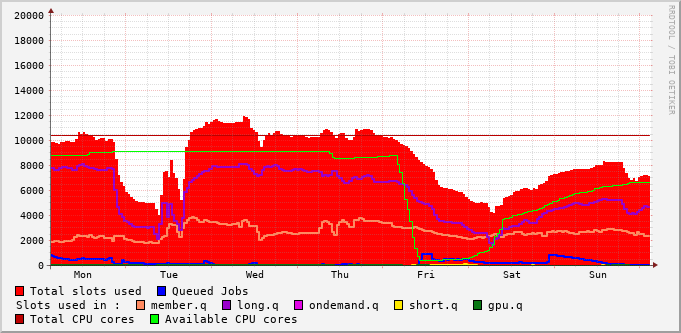 RRDTOOL / TOBI OETIKER
20000
18000
16000
14000
12000
10000
8000
6000
4000
2000
0
Mon Tue Wed Thu Fri Sat Sun
Total slots used Queued Jobs
Slots used in : member.q long.q ondemand.q short.q gpu.q
Total CPU cores Available CPU cores